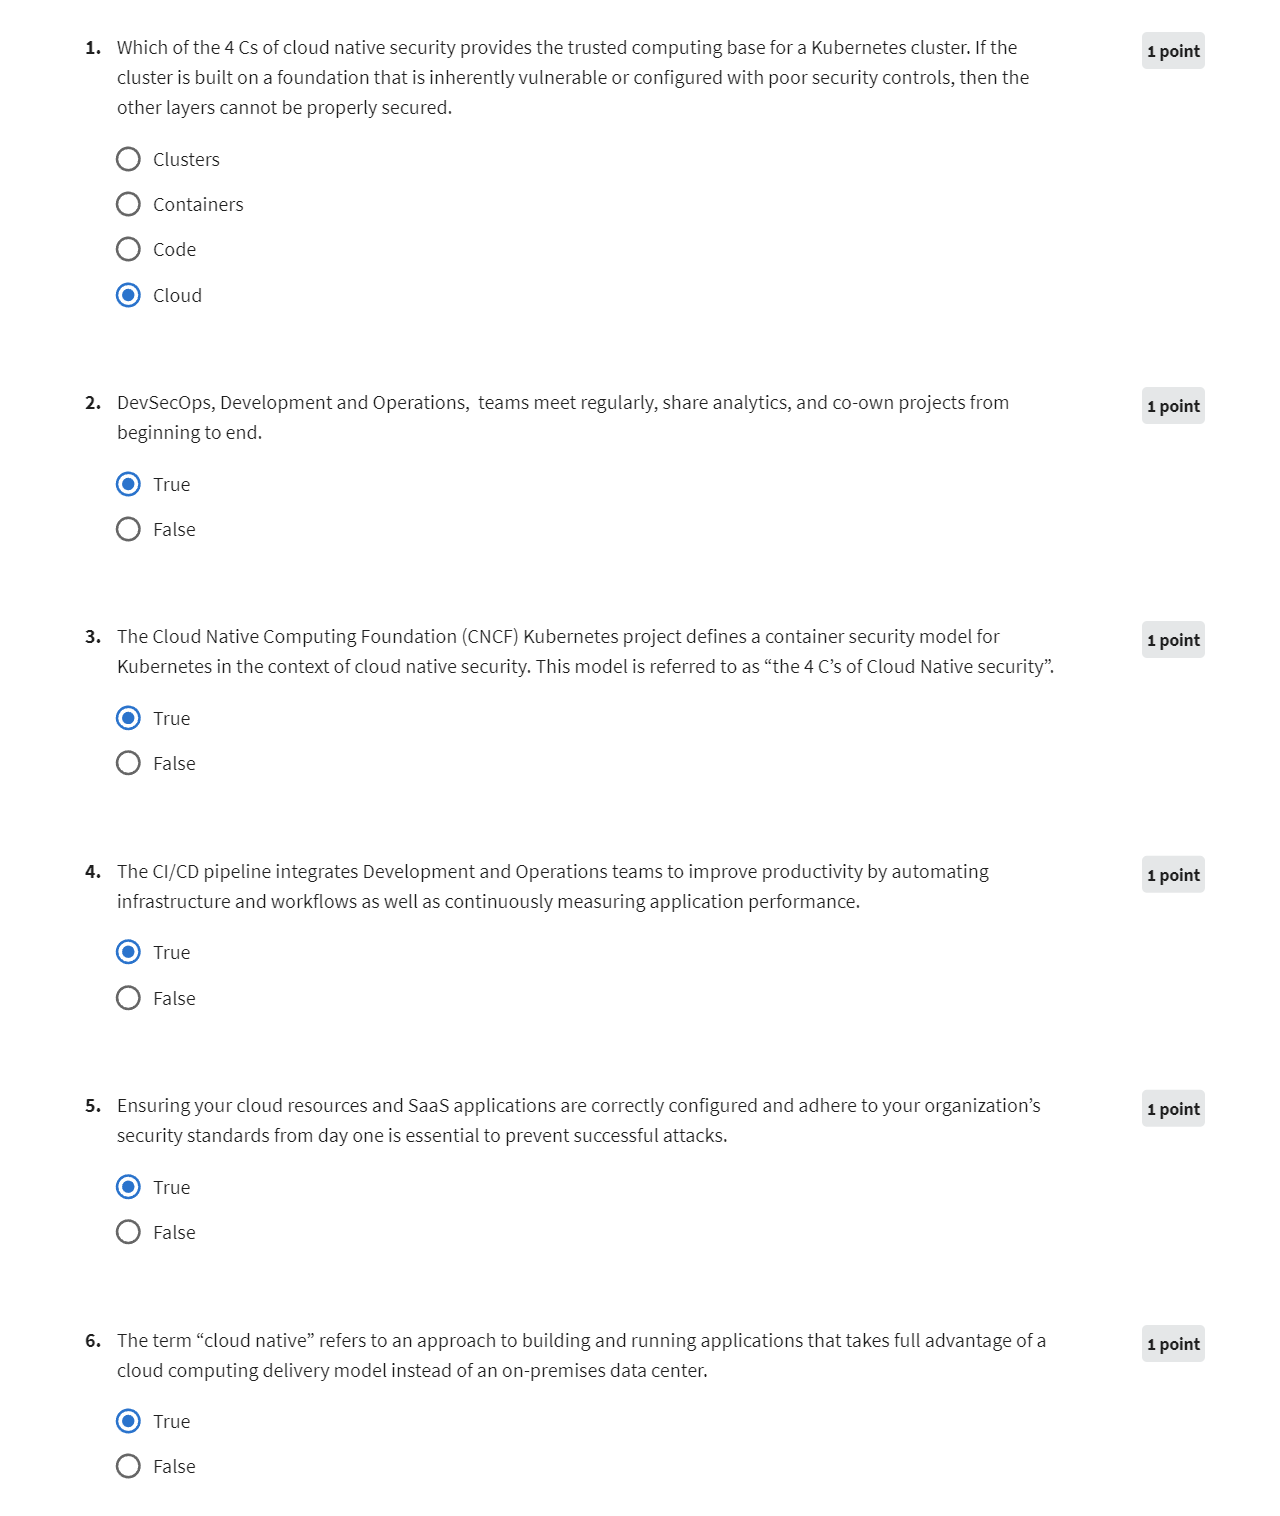 1. Which of the 4 Cs of cloud native security provides the trusted computing base for a Kubernetes cluster. If the
1 point
cluster is built on a foundation that is inherently vulnerable or configured with poor security controls, then the
other layers cannot be properly secured.
Clusters
Containers
Code
Cloud
2. DevSecOps, Development and Operations,  teams meet regularly, share analytics, and co-own projects from
1 point
beginning to end.
True
False
3. The Cloud Native Computing Foundation (CNCF) Kubernetes project defines a container security model for
1 point
Kubernetes in the context of cloud native security. This model is referred to as “the 4 C’s of Cloud Native security”.
True
False
4. The CI/CD pipeline integrates Development and Operations teams to improve productivity by automating
1 point
infrastructure and workflows as well as continuously measuring application performance.
True
False
5. Ensuring your cloud resources and SaaS applications are correctly configured and adhere to your organization’s
1 point
security standards from day one is essential to prevent successful attacks.
True
False
6. The term “cloud native” refers to an approach to building and running applications that takes full advantage of a
1 point
cloud computing delivery model instead of an on-premises data center.
True
False